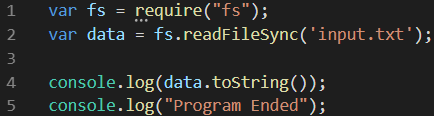 1 var fs = require("fs");
2 var data = fs.readFileSync('input.txt');
3
4 console.log(data.toString());
5 console.log("Program Ended");